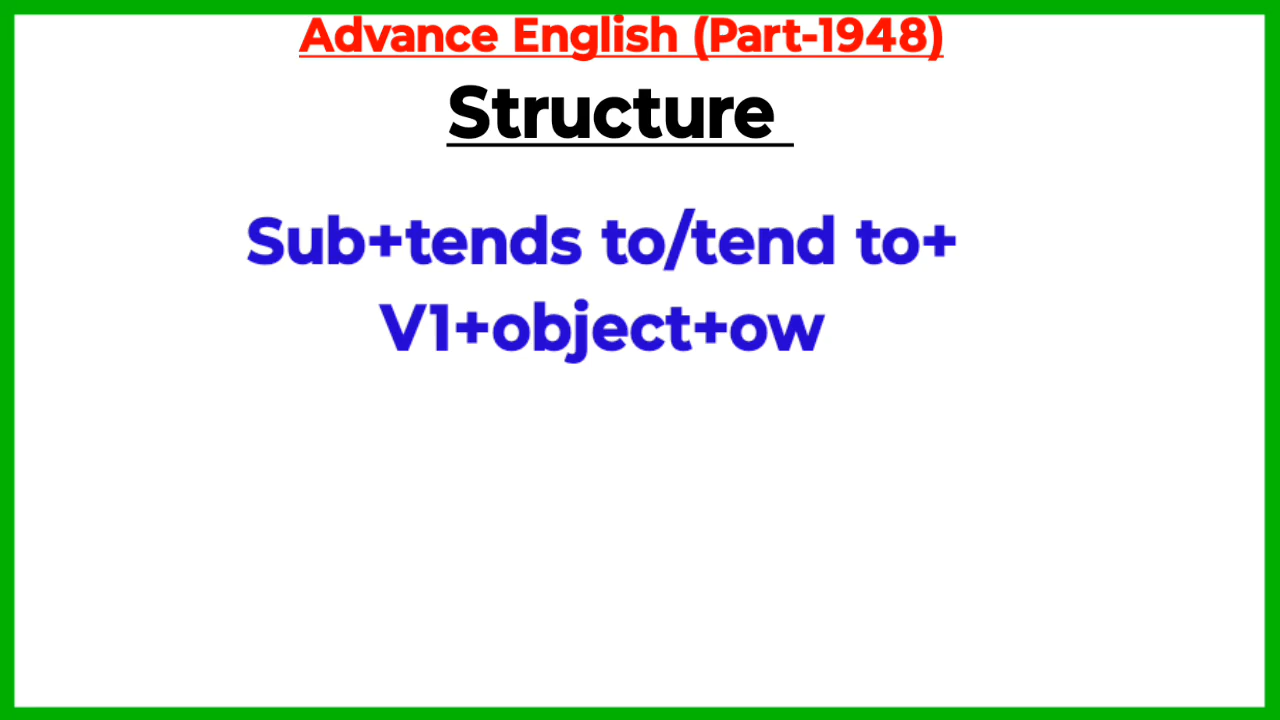 Advance English (Part-1948)
Structure
Sub+tends to/tend to+
V1+object+ow